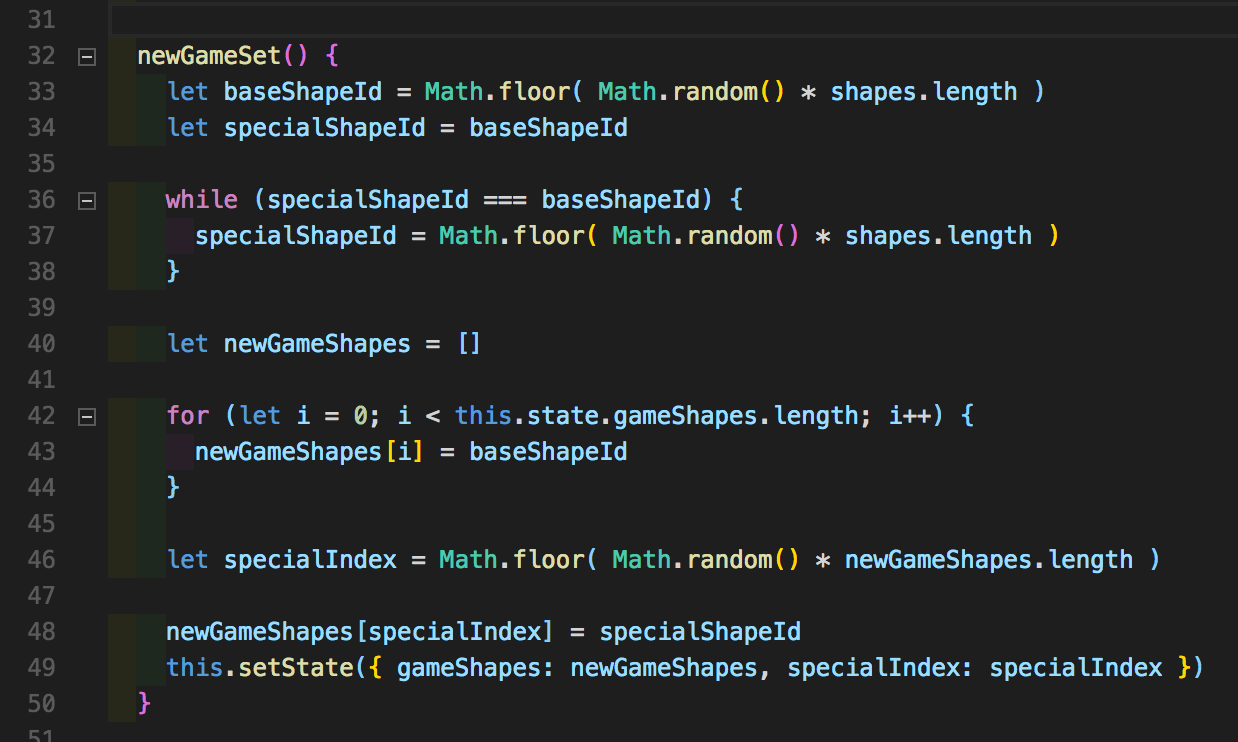 31
32 newGameSet() {
33 let baseShapeId = Math.floor( Math.random() * shapes.length )
34 let specialShapeId = baseShapeId
35
36 while (specialShapeId === baseShapeId) {
37 specialShapeId = Math.floor( Math.random() * shapes.length )
38 }
39
40 let newGameShapes = []
41
42 for (let i = 0; i < this.state.gameShapes.length; i++) {
43 newGameShapes[i] = baseShapeId
44 }
45
46 let specialIndex = Math.floor( Math.random() * newGameShapes.length )
47
48 newGameShapes[specialIndex] = specialShapeId
49 this.setState({ gameShapes: newGameShapes, specialIndex: specialIndex })
50 }
51